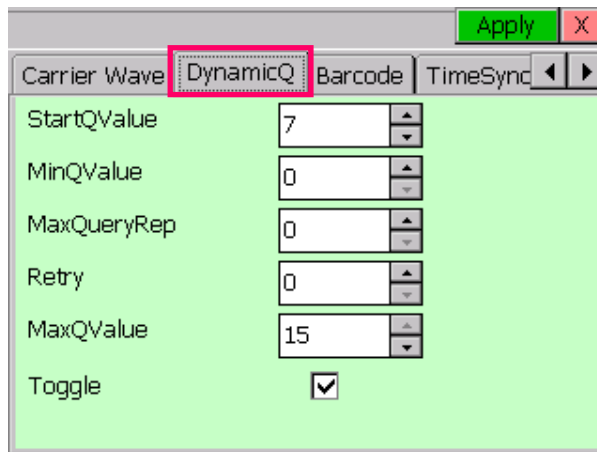 Apply X
Carrier Wave DynamicQ Barcode TimeSync
StartQValue 7
MinQValue 0
MaxQueryRep 0
Retry 0
MaxQValue 15
Toggle